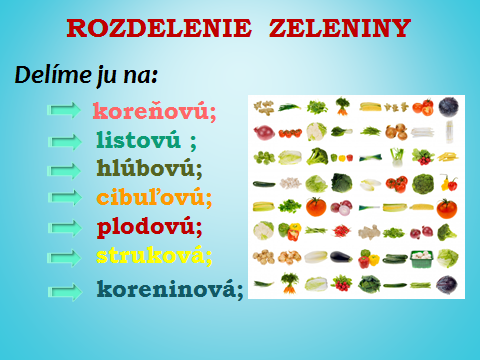 ROZDELENIE ZELENINY
Delíme ju na:
koreňovú;
listovú ;
hlúbovú;
cibuľovú;
plodovú;
struková;
koreninová;